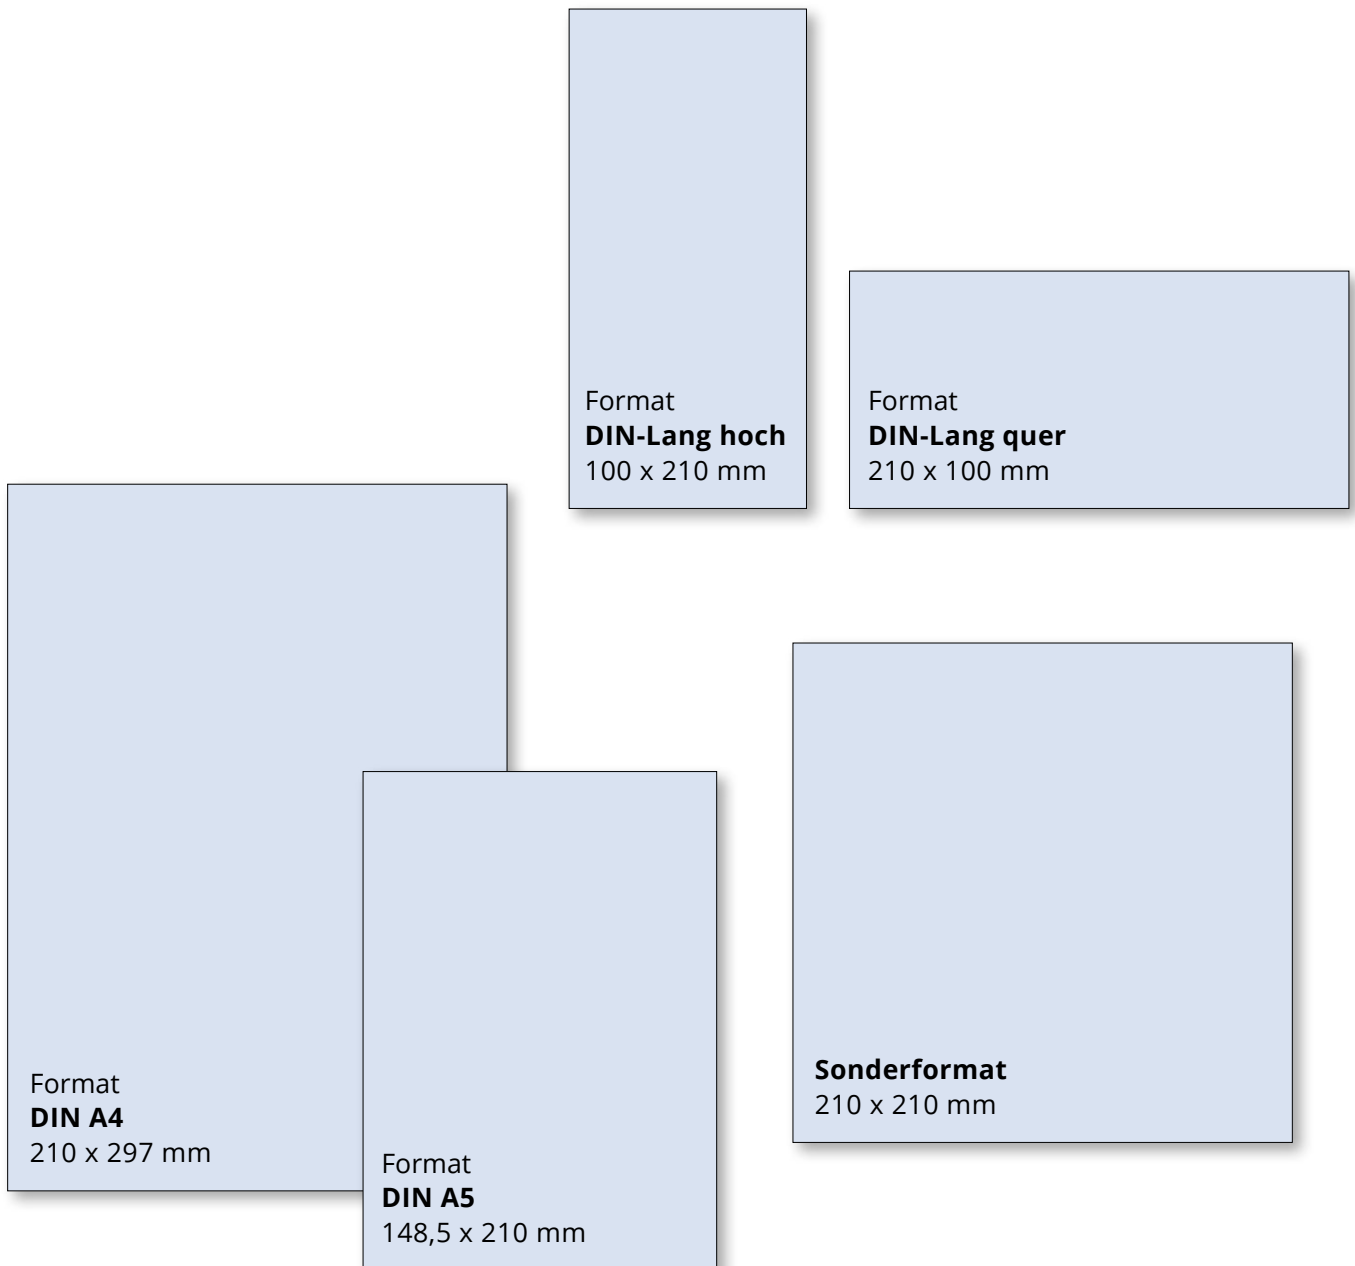 Format
DIN-Lang hoch
100 x 210 mm
Format
DIN-Lang quer
210 x 100 mm
Format
DIN A4
210 x 297 mm
Format
DIN A5
148,5 x 210 mm
Sonderformat
210 x 210 mm